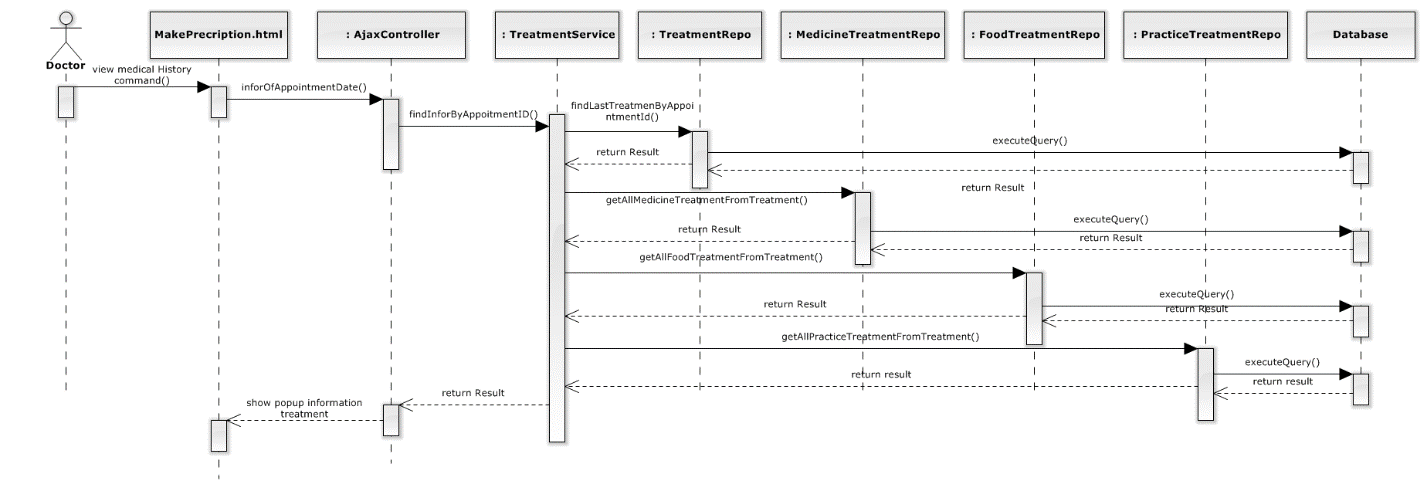 Doctor
MakePrecription.html
: AjaxController
: TreatmentService
: TreatmentRepo
: MedicineTreatmentRepo
: FoodTreatmentRepo
: PracticeTreatmentRepo
Database
view medical History
command()
inforOfAppointmentDate()
findInforByAppoitmentID()
findLastTreatmenByAppoi
ntmentId()
executeQuery()
return Result
return Result
getAllMedicineTreatmentFromTreatment()
executeQuery()
return Result
return Result
getAllFoodTreatmentFromTreatment()
executeQuery()
return Result
return Result
getAllPracticeTreatmentFromTreatment()
executeQuery()
return result
return result
return Result
show popup information
treatment